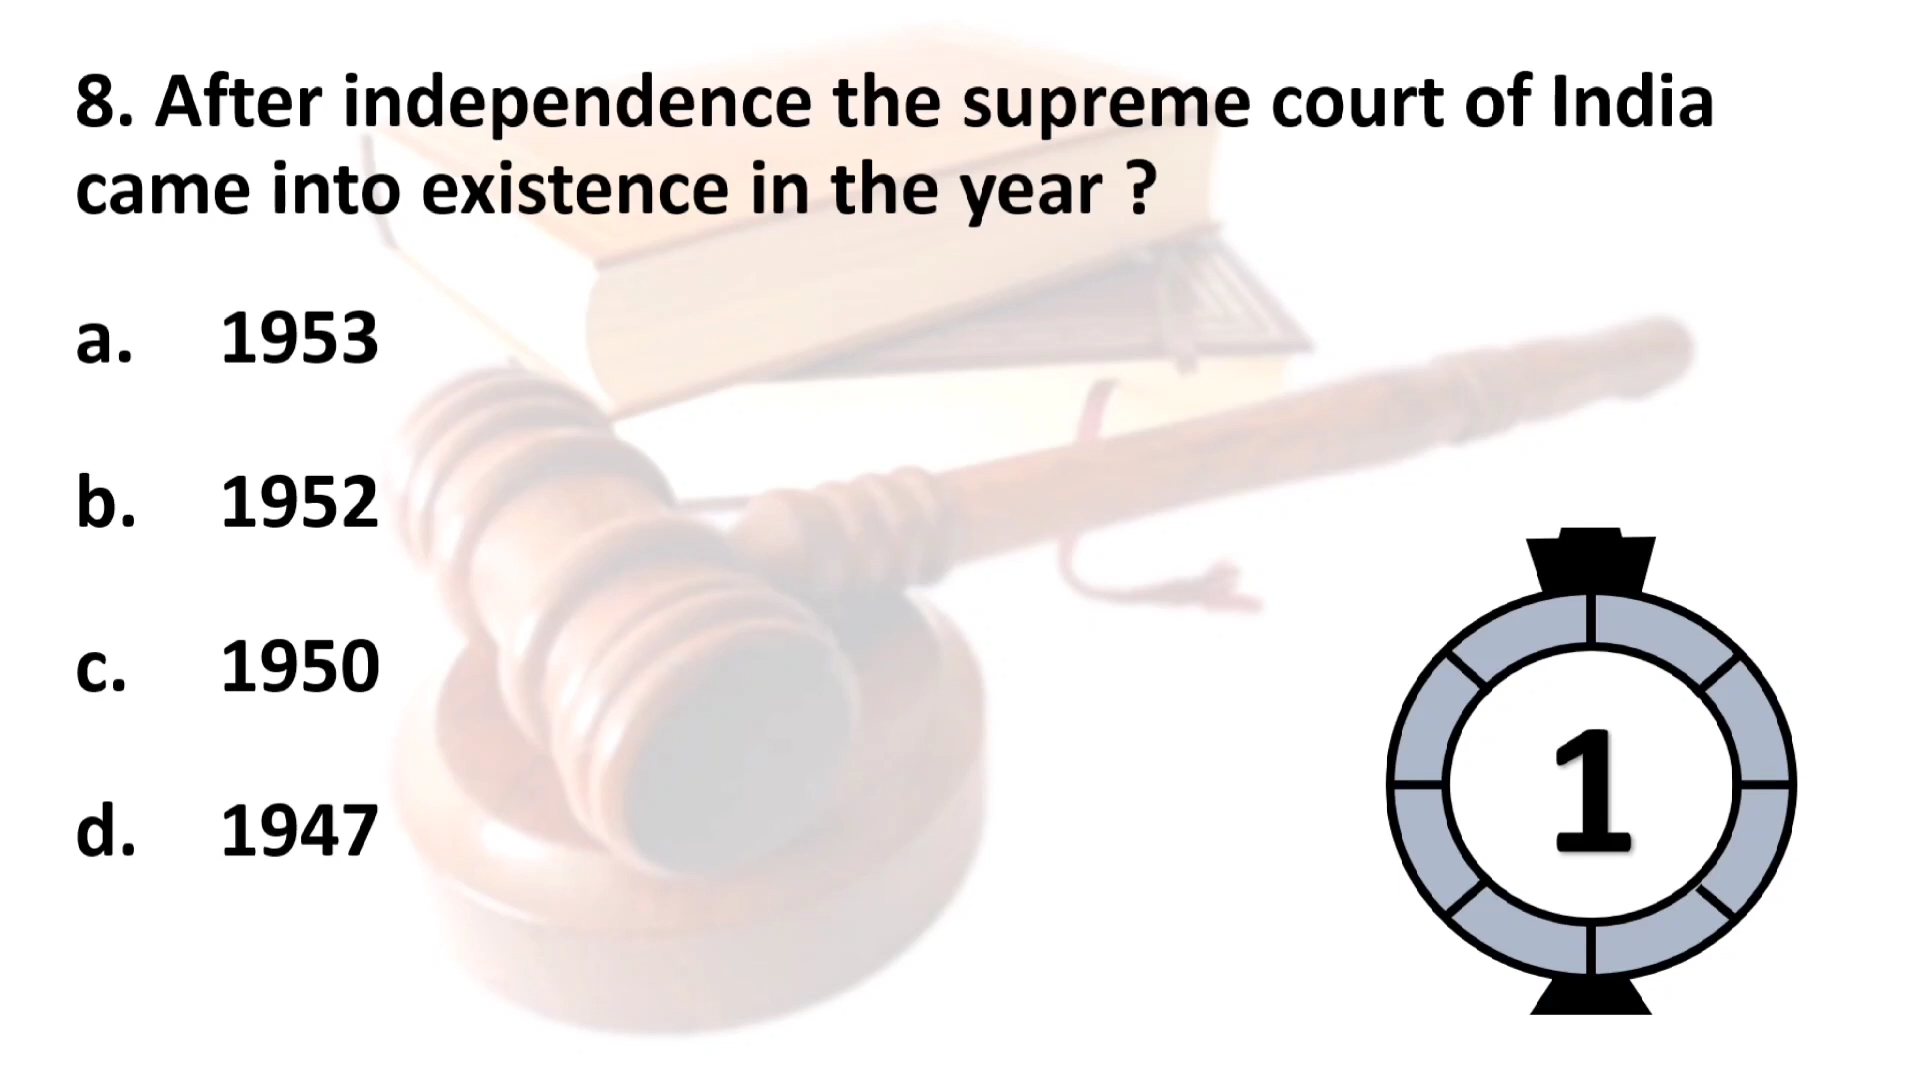 8. After independence the supreme court of India
came into existence in the year ?
a. 1953
b. 1952
c. 1950
d. 1947
1